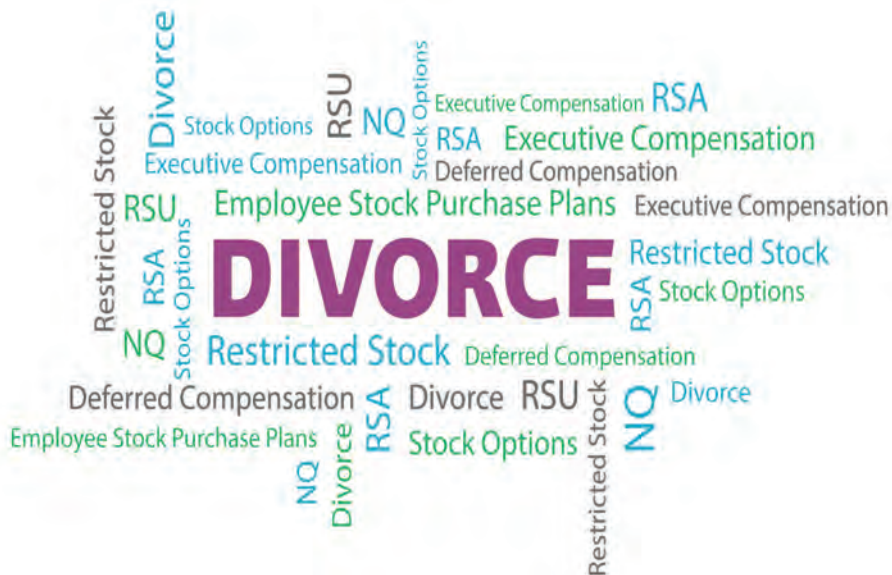 Divorce
Stock Options
RSU
NQ
Stock Options
Executive Compensation
RSA
RSA
Executive Compensation
Executive Compensation
Deferred Compensation
Restricted Stock
RSU
Employee Stock Purchase Plans
Executive Compensation
RSA
Stock Options
DIVORCE
Restricted Stock
RSA
Stock Options
NQ
Restricted Stock
Deferred Compensation
Deferred Compensation
RSA
Divorce
RSU
Restricted Stock
NQ
Divorce
Employee Stock Purchase Plans
NQ
Divorce
Stock Options